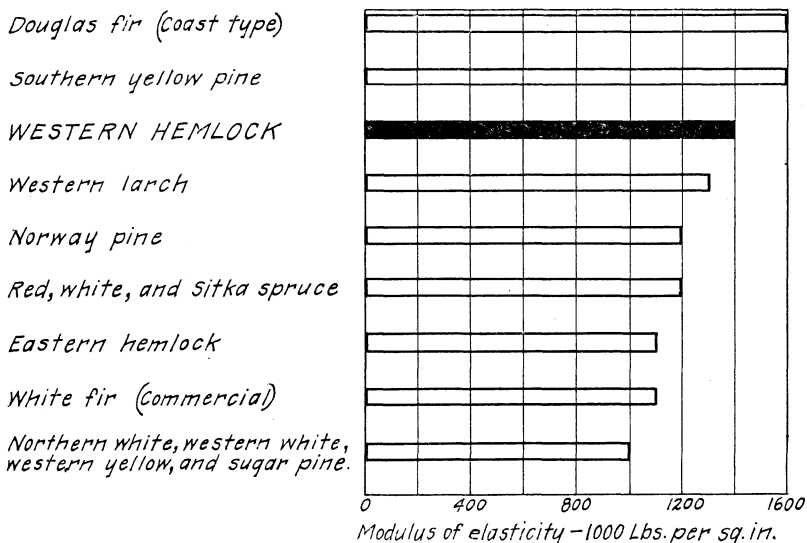 Douglas fir (Coast type)
Southern yellow pine
WESTERN HEMLOCK
Western larch
Norway pine
Red, white, and Sitka spruce
Eastern hemlock
White fir (Commercial)
Northern white, western white,
western yellow, and sugar pine.
0 400 800 1200 1600
Modulus of elasticity - 1000 Lbs. per sq. in.